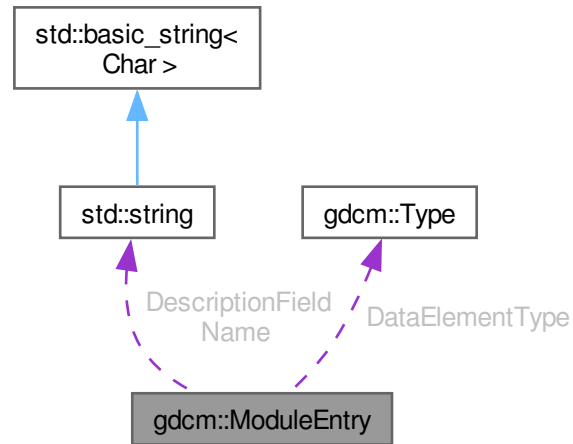 std::basic_string<
Char >
std::string
gdcm::Type
DescriptionField
Name
DataElementType
gdcm::ModuleEntry